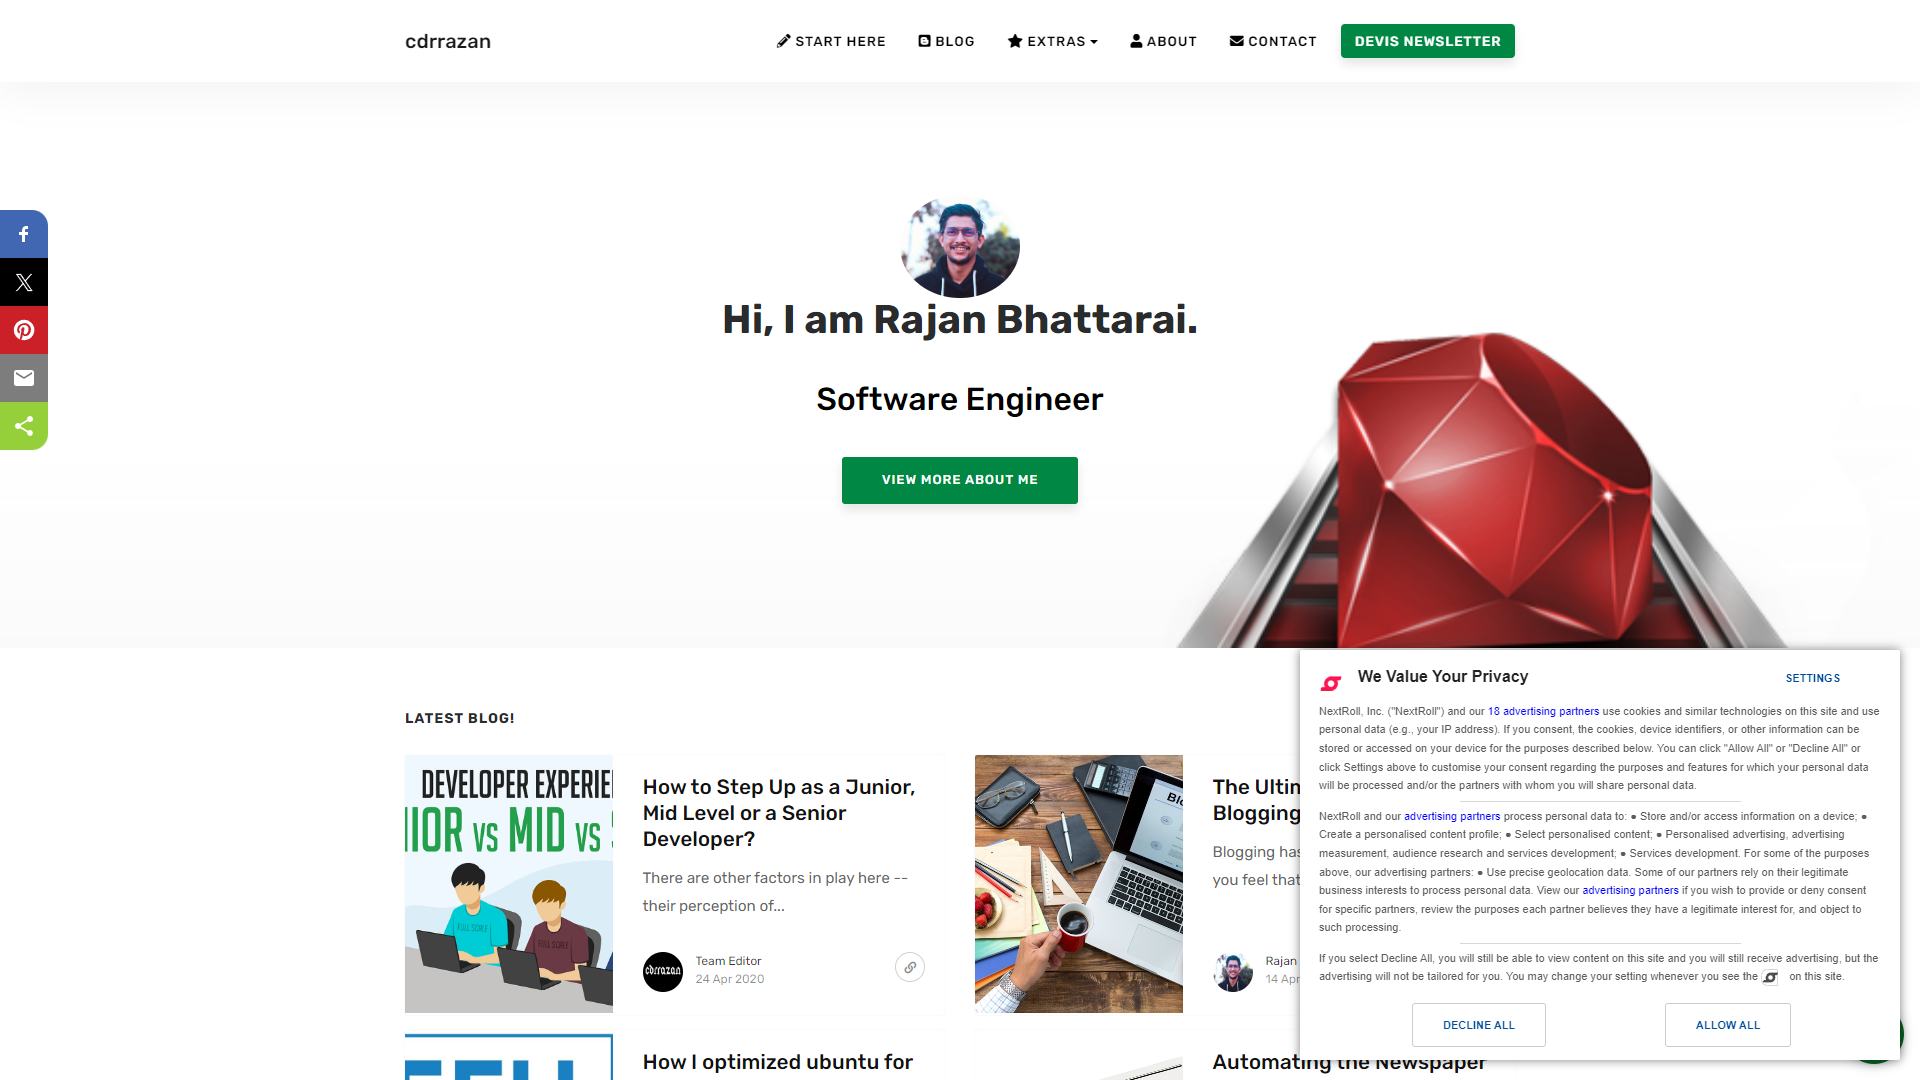 cdrrazan
START HERE
BLOG
EXTRAS
ABOUT
CONTACT
DEVIS NEWSLETTER
Hi, I am Rajan Bhattarai.
Software Engineer
VIEW MORE ABOUT ME
LATEST BLOG!
DEVELOPER EXPERIE
NIOR VS MID VS S
FULL SCALE
FULL SCALE
How to Step Up as a Junior,
Mid Level or a Senior
Developer?
There are other factors in play here --
their perception of...
cdrrazan
Team Editor
24 Apr 2020
Blo
The Ultim
Blogging
Blogging has
you feel that
Rajan
14 Apr
How I optimized ubuntu for
Automating the Newspaper
We Value Your Privacy
SETTINGS
NextRoll, Inc. ("NextRoll") and our 18 advertising partners use cookies and similar technologies on this site and use
personal data (e.g., your IP address). If you consent, the cookies, device identifiers, or other information can be
stored or accessed on your device for the purposes described below. You can click "Allow All" or "Decline All" or
click Settings above to customise your consent regarding the purposes and features for which your personal data
will be processed and/or the partners with whom you will share personal data.
NextRoll and our advertising partners process personal data to: ● Store and/or access information on a device; ●
Create a personalised content profile; ● Select personalised content; ● Personalised advertising, advertising
measurement, audience research and services development; ● Services development. For some of the purposes
above, our advertising partners: ● Use precise geolocation data. Some of our partners rely on their legitimate
business interests to process personal data. View our advertising partners if you wish to provide or deny consent
for specific partners, review the purposes each partner believes they have a legitimate interest for, and object to
such processing.
If you select Decline All, you will still be able to view content on this site and you will still receive advertising, but the
advertising will not be tailored for you. You may change your setting whenever you see the on this site.
DECLINE ALL
ALLOW ALL